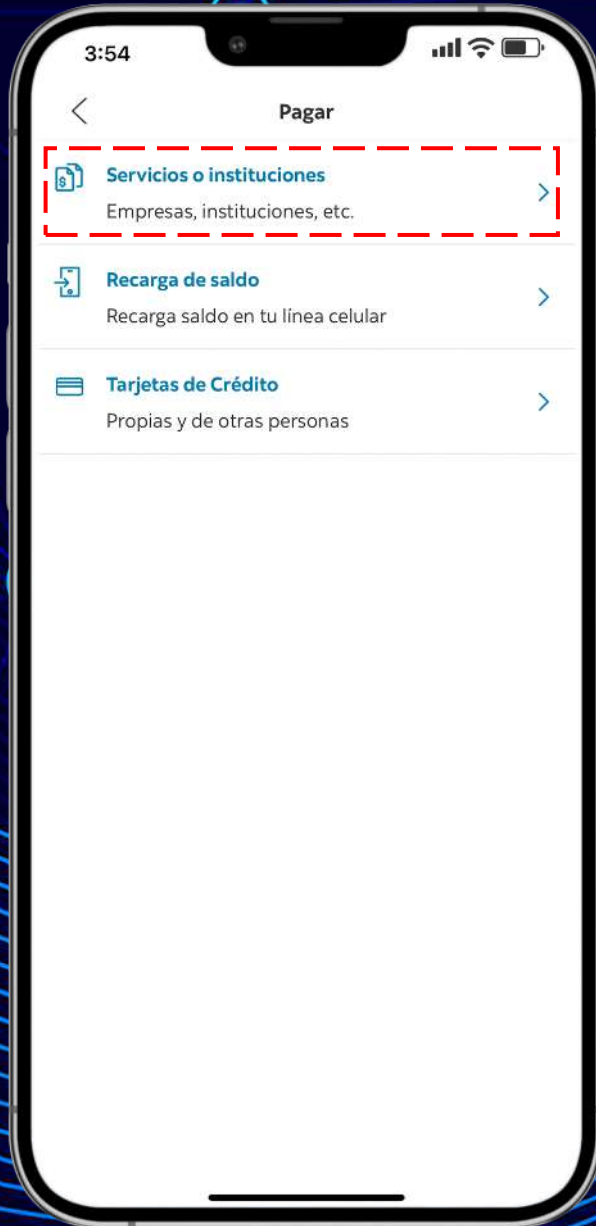 3:54
Pagar
Servicios o instituciones
Empresas, instituciones, etc.
Recarga de saldo
Recarga saldo en tu línea celular
Tarjetas de Crédito
Propias y de otras personas